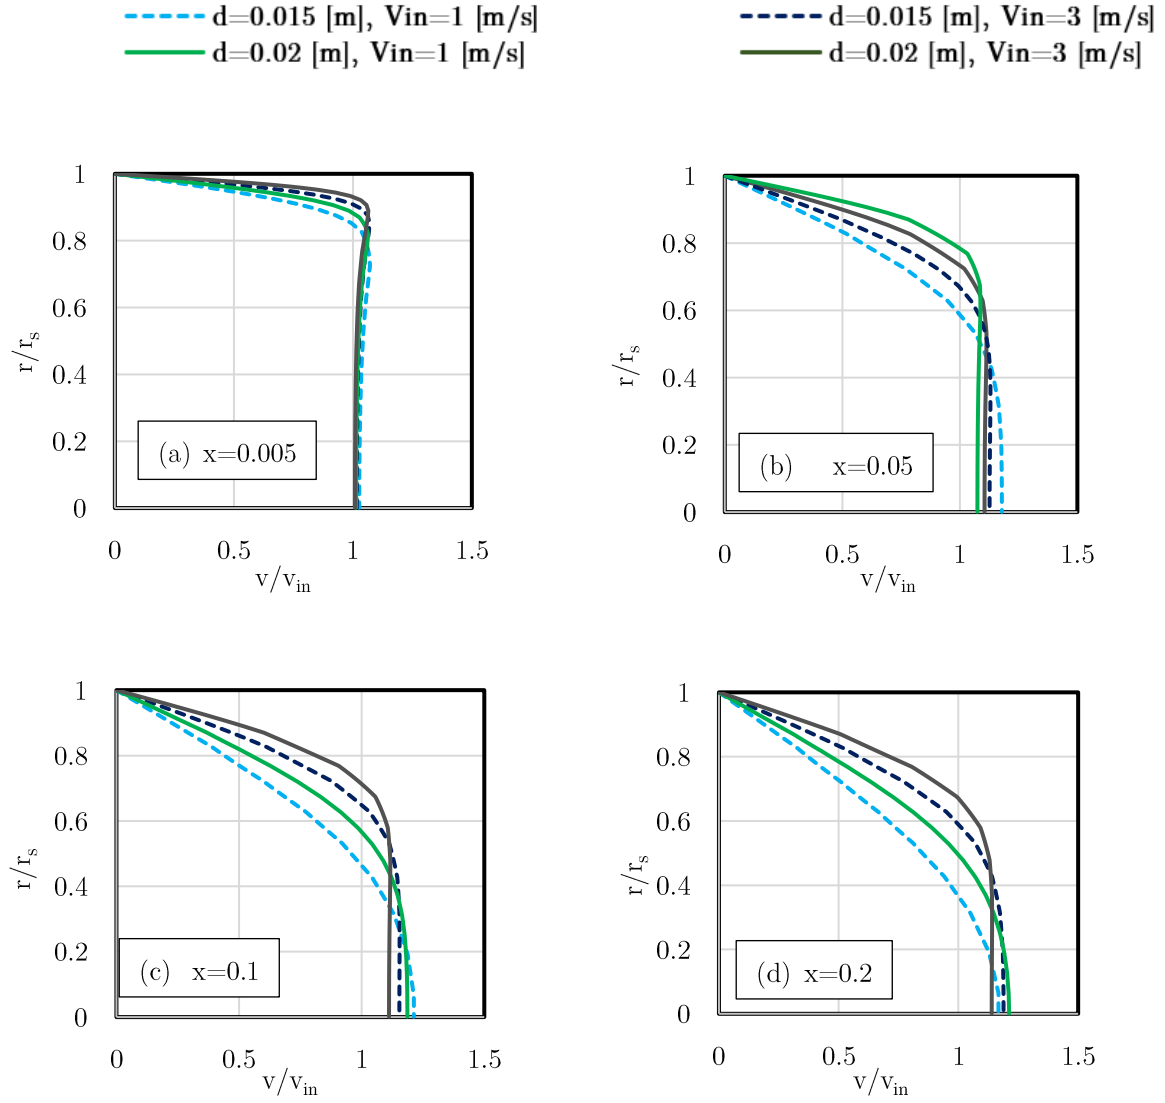 d=0.015 [m], Vin=1 [m/s]
d=0.02 [m], Vin=1 [m/s]
d=0.015 [m], Vin=3 [m/s]
d=0.02 [m], Vin=3 [m/s]
1
0.8
0.6
0.4
0.2
0
r/rs
(a) x=0.005
0 0.5 1 1.5
v/vin
1
0.8
0.6
0.4
0.2
0
r/rs
(b) x=0.05
0 0.5 1 1.5
v/vin
1
0.8
0.6
0.4
0.2
0
r/rs
(c) x=0.1
0 0.5 1 1.5
v/vin
1
0.8
0.6
0.4
0.2
0
r/rs
(d) x=0.2
0 0.5 1 1.5
v/vin